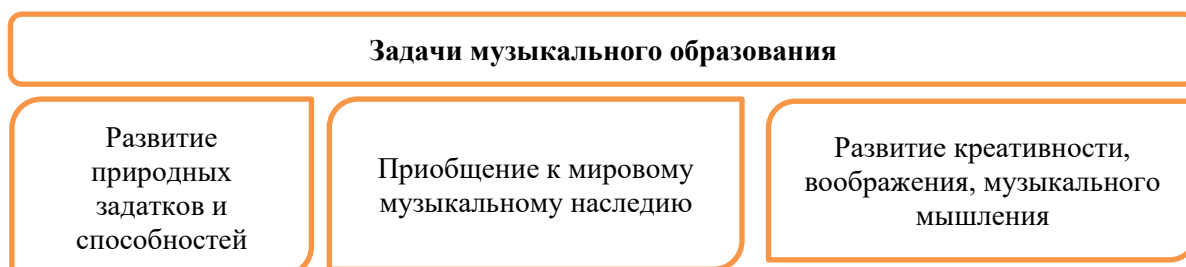 Задачи музыкального образования
Развитие
природных
задатков и
способностей
Приобщение к мировому
музыкальному наследию
Развитие креативности,
воображения, музыкального
мышления